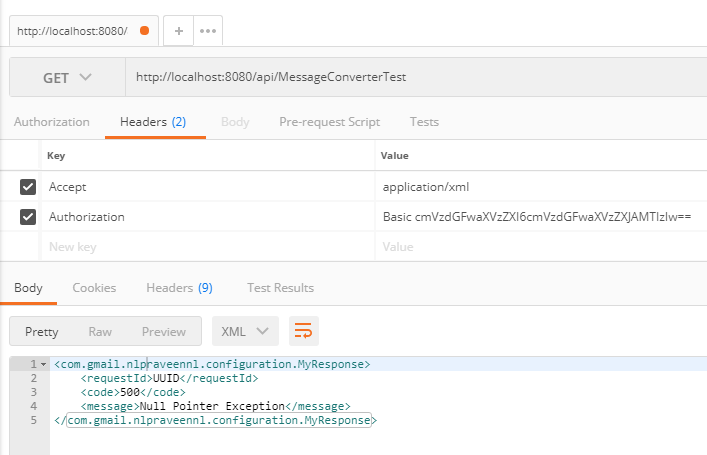 http://localhost:8080/
GET http://localhost:8080/api/MessageConverterTest
Authorization Headers (2) Body Pre-request Script Tests
Key Value
Accept application/xml
Authorization Basic cmVzdGFwaXVzZXI6cmVzdGFwaXVzZXJAMTIzIw==
New key Value
Body Cookies Headers (9) Test Results
Pretty Raw Preview XML
1 <com.gmail.nlpraveennl.configuration.MyResponse>
2 <requestId>UUID</requestId>
3 <code>500</code>
4 <message>Null Pointer Exception</message>
5 </com.gmail.nlpraveennl.configuration.MyResponse>